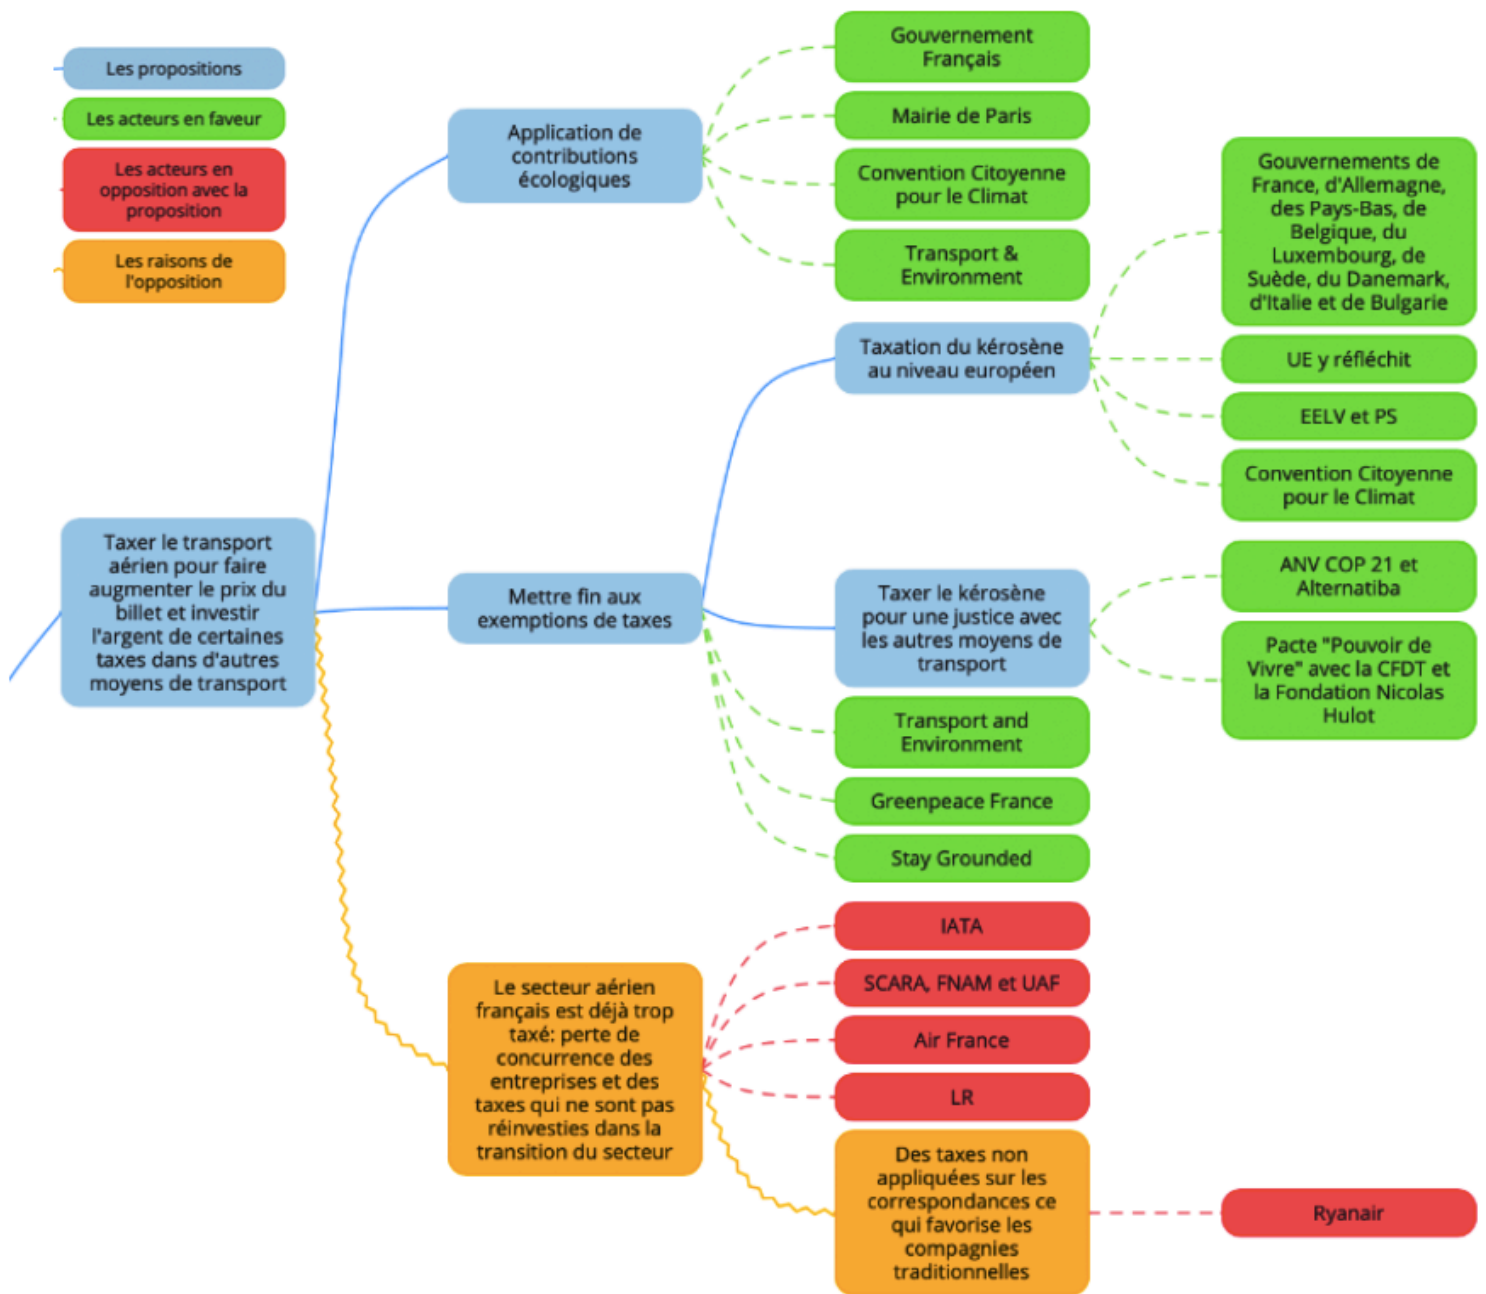 Les propositions
Les acteurs en faveur
Les acteurs en
opposition avec la
proposition
Les raisons de
l'opposition
Taxer le transport
aérien pour faire
augmenter le prix du
billet et investir
l'argent de certaines
taxes dans d'autres
moyens de transport
Application de
contributions
écologiques
Gouvernement
Français
Mairie de Paris
Convention Citoyenne
pour le Climat
Transport &
Environment
Mettre fin aux
exemptions de taxes
Taxation du kérosène
au niveau européen
Gouvernements de
France, d'Allemagne,
des Pays-Bas, de
Belgique, du
Luxembourg, de
Suède, du Danemark,
d'Italie et de Bulgarie
UE y réfléchit
EELV et PS
Convention Citoyenne
pour le Climat
Taxer le kérosène
pour une justice avec
les autres moyens de
transport
ANV COP 21 et
Alternatiba
Pacte "Pouvoir de
Vivre" avec la CFDT et
la Fondation Nicolas
Hulot
Transport and
Environment
Greenpeace France
Stay Grounded
Le secteur aérien
français est déjà trop
taxé: perte de
concurrence des
entreprises et des
taxes qui ne sont pas
réinvesties dans la
transition du secteur
IATA
SCARA, FNAM et UAF
Air France
LR
Des taxes non
appliquées sur les
correspondances ce
qui favorise les
compagnies
traditionnelles
Ryanair